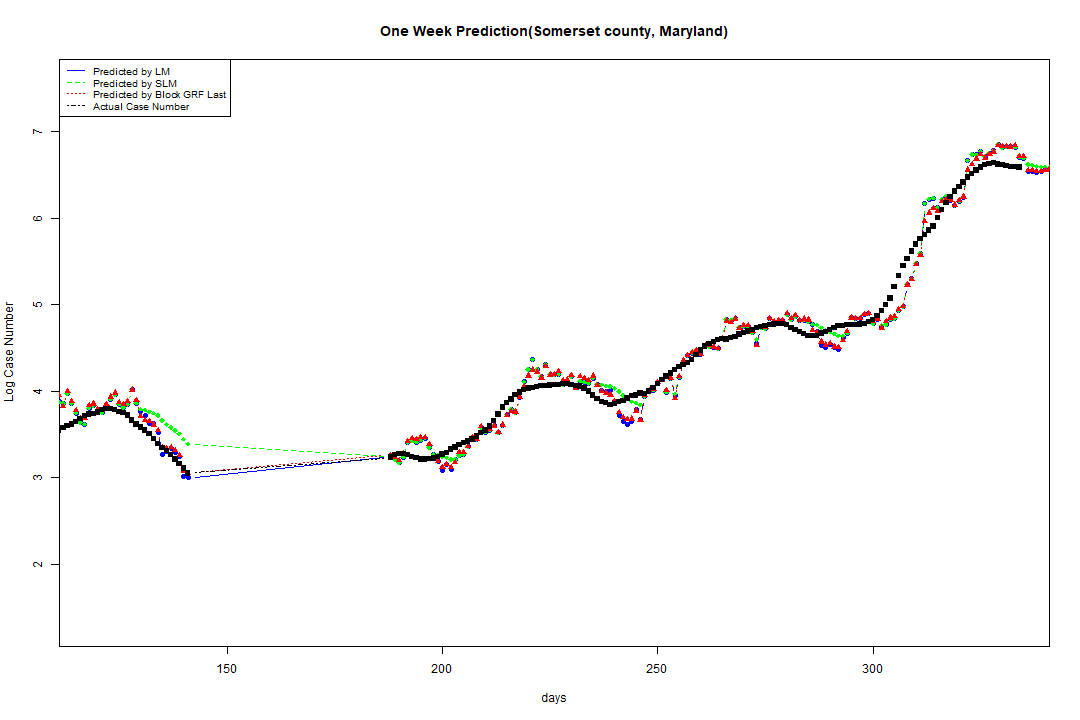 One Week Prediction(Somerset county, Maryland)
Predicted by LM
Predicted by SLM
Predicted by Block GRF Last
Actual Case Number
7
6
5
4
3
2
Log Case Number
150
200
250
300
days